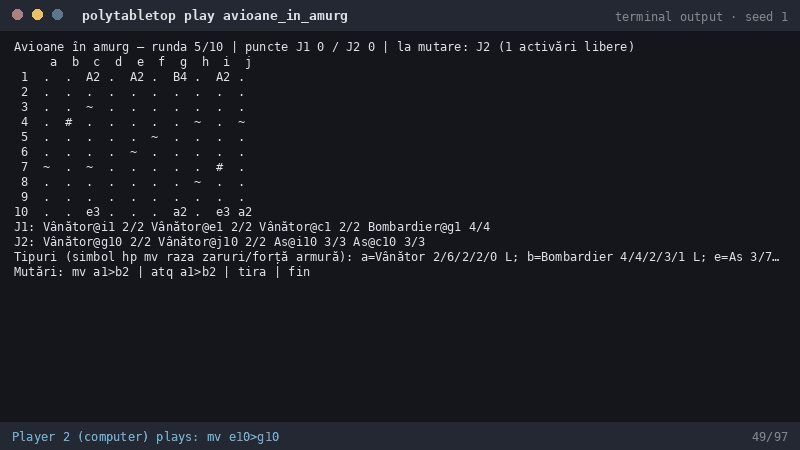 polytabletop play avioane_in_amurg
terminal output · seed 1
Avioane în amurg — runda 5/10 | puncte J1 0 / J2 0 | la mutare: J2 (1 activări libere)
a b c d e f g h i j
1 . . A2 . A2 . B4 . A2 .
2 . . . . . . . . . .
3 . . ~ . . . . . . .
4 . # . . . . . ~ . ~
5 . . . . . ~ . . . .
6 . . . . ~ . . . . .
7 ~ . ~ . . . . . # .
8 . . . . . . . ~ . .
9 . . . . . . . . . .
10 . . e3 . . . a2 . e3 a2
J1: Vânător@i1 2/2 Vânător@e1 2/2 Vânător@c1 2/2 Bombardier@g1 4/4
J2: Vânător@g10 2/2 Vânător@j10 2/2 As@i10 3/3 As@c10 3/3
Tipuri (simbol hp mv raza zaruri/forță armură): a=Vânător 2/6/2/2/0 L; b=Bombardier 4/4/2/3/1 L; e=As 3/7…
Mutări: mv a1>b2 | atq a1>b2 | tira | fin
Player 2 (computer) plays: mv e10>g10
49/97